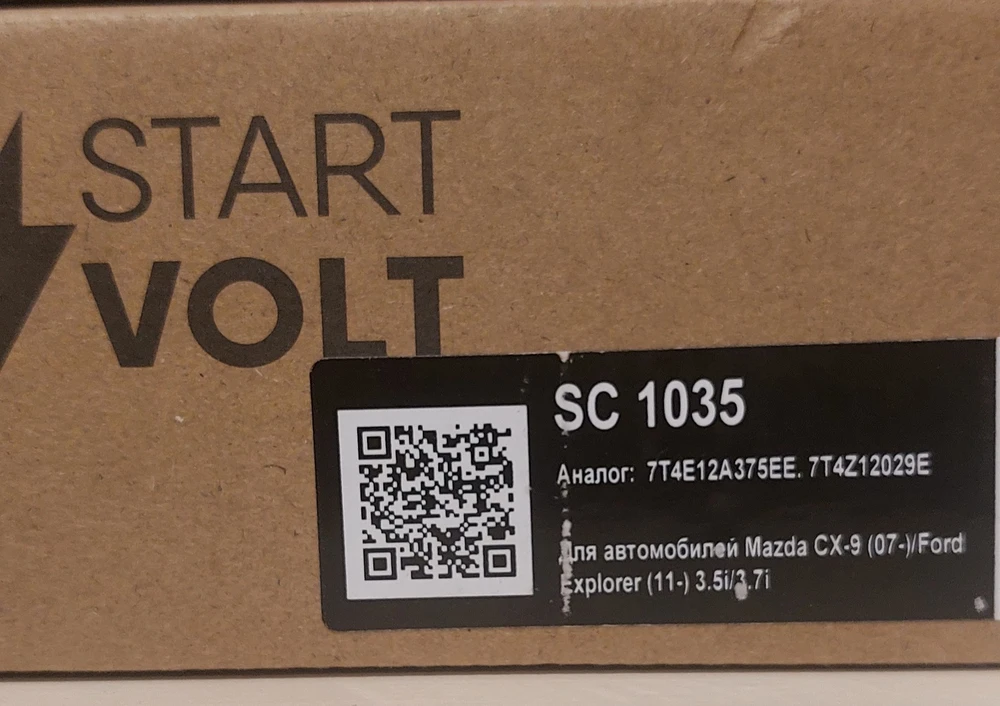 START
VOLT
SC 1035
Аналог: 7T4E12A375EE. 7T4Z12029E
Для автомобилей Mazda CX-9 (07-)/Ford
Explorer (11-) 3.5i/3.7i